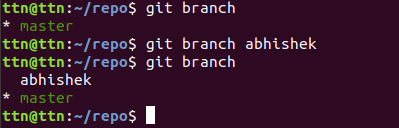 ttn@ttn:~/repo$ git branch
* master
ttn@ttn:~/repo$ git branch abhishek
ttn@ttn:~/repo$ git branch
  abhishek
* master
ttn@ttn:~/repo$